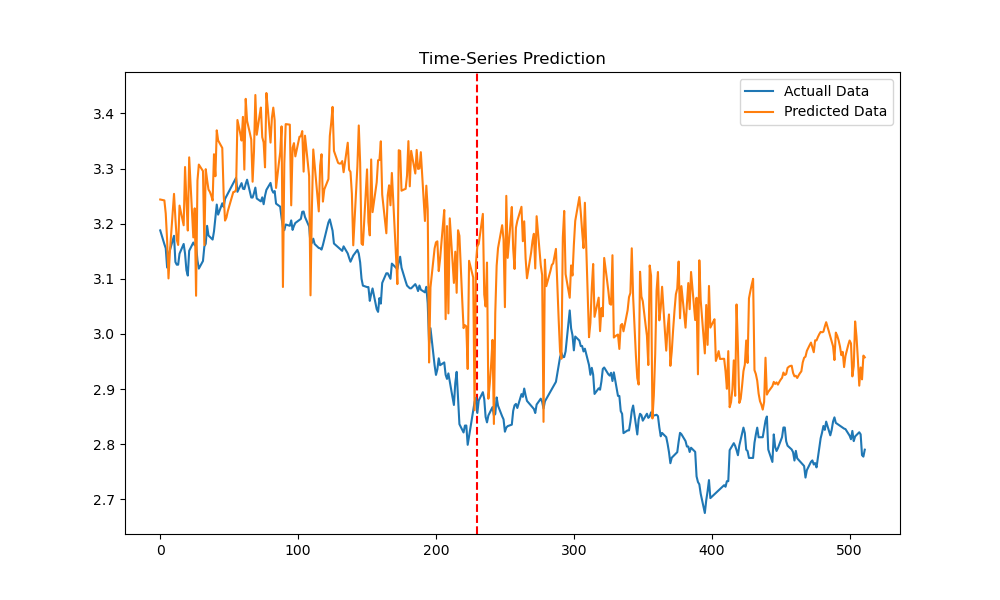 Time-Series Prediction
Actuall Data
Predicted Data
3.4
3.3
3.2
3.1
3.0
2.9
2.8
2.7
0 100 200 300 400 500